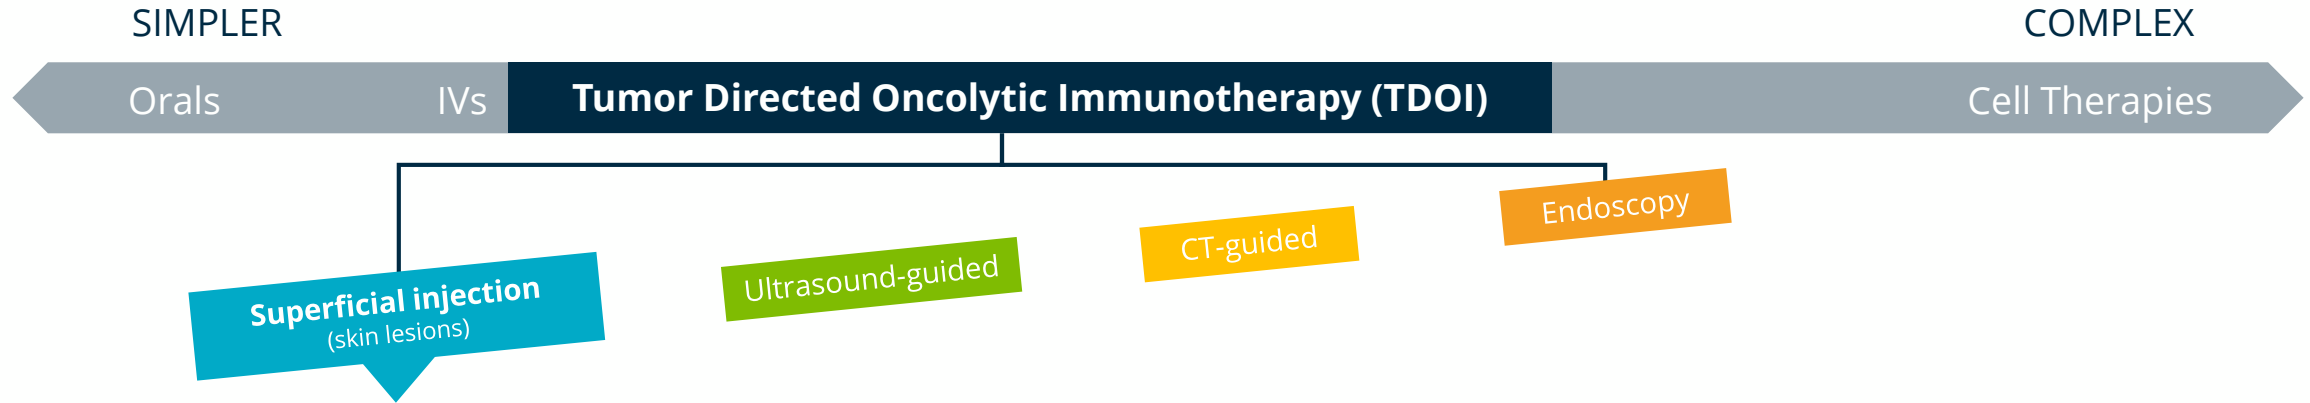 SIMPLER
COMPLEX
Orals
IVs
Tumor Directed Oncolytic Immunotherapy (TDOI)
Cell Therapies
Superficial injection
(skin lesions)
Ultrasound-guided
CT-guided
Endoscopy